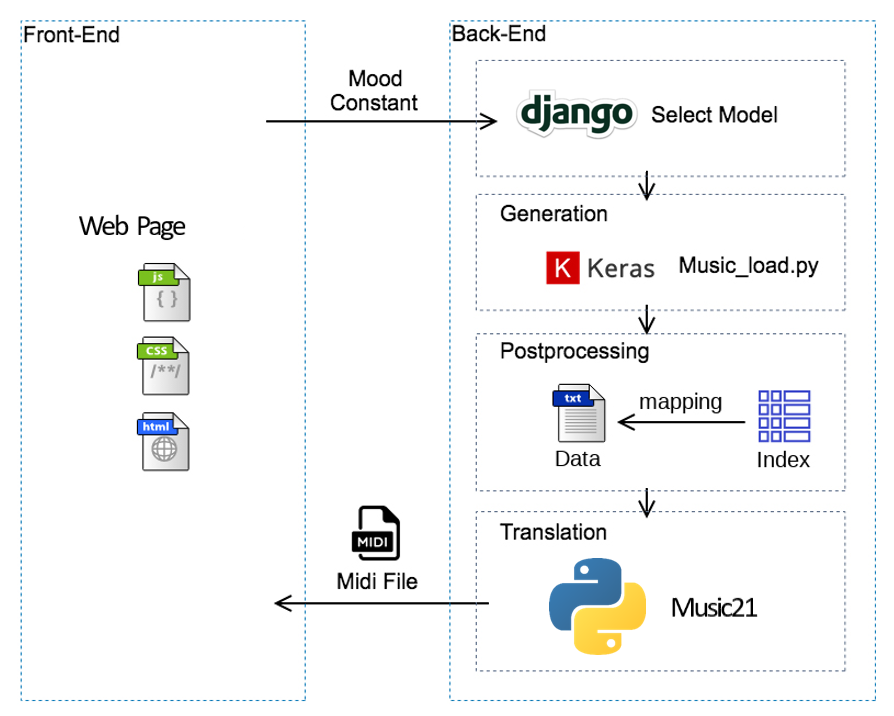 Front-End
Web Page
js
{ }
CSS
/**/
html
Mood
Constant
Back-End
django
Select Model
Generation
K Keras
Music_load.py
Postprocessing
txt
Data
mapping
Index
Translation
Music21
MIDI
Midi File